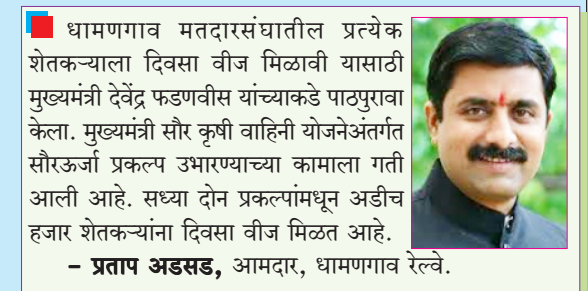 धामणगाव मतदारसंघातील प्रत्येक
शेतकऱ्याला दिवसा वीज मिळावी यासाठी
मुख्यमंत्री देवेंद्र फडणवीस यांच्याकडे पाठपुरावा
केला. मुख्यमंत्री सौर कृषी वाहिनी योजनेअंतर्गत
सौरऊर्जा प्रकल्प उभारण्याच्या कामाला गती
आली आहे. सध्या दोन प्रकल्पांमधून अडीच
हजार शेतकऱ्यांना दिवसा वीज मिळत आहे.
– प्रताप अडसड, आमदार, धामणगाव रेल्वे.